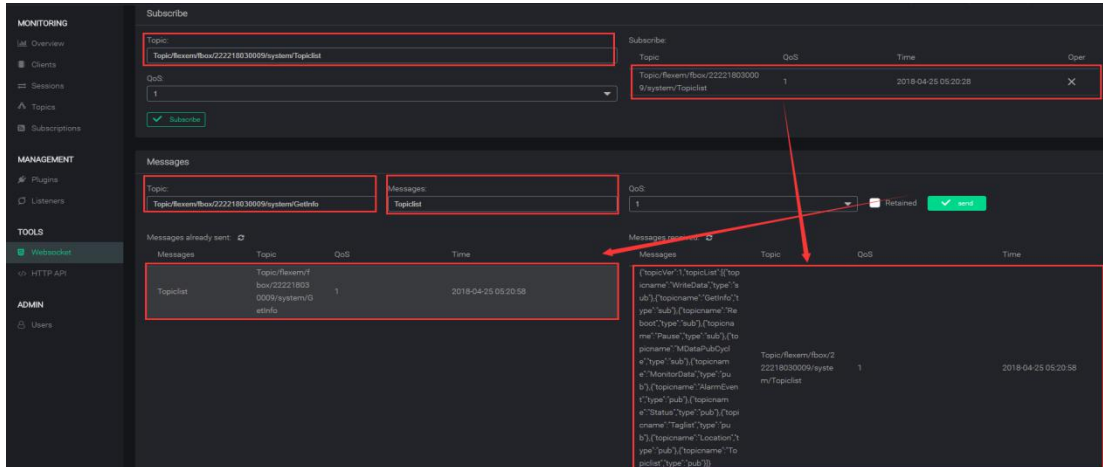 MONITORING
Overview
Clients
Sessions
Topics
Subscriptions
MANAGEMENT
Plugins
Listeners
TOOLS
Websocket
HTTP API
ADMIN
Users
Subscribe
Topic:
Topic/flexem/fbox/222218030009/system/Topiclist
QoS:
1
Subscribe
Subscribe:
Topic QoS Time Oper
Topic/flexem/fbox/22221803000
9/system/Topiclist
1 2018-04-25 05:20:28
Messages
Topic:
Topic/flexem/fbox/222218030009/system/GetInfo
Messages:
Topiclist
QoS:
1
Retained
send
Messages already sent:
Messages Topic QoS Time
Topiclist
Topic/flexem/f
box/22221803
0009/system/G
etInfo
1 2018-04-25 05:20:58
Messages received:
Messages Topic QoS Time
{"topicVer":1,"topicList":[{"top
icname":"WriteData","type":"s
ub"},{"topicname":"GetInfo","t
ype":"sub"},{"topicname":"Re
boot","type":"sub"},{"topicna
me":"Pause","type":"sub"},{"to
picname":"MDataPubCycl
e","type":"sub"},{"topicnam
e":"MonitorData","type":"pu
b"},{"topicname":"AlarmEven
t","type":"pub"},{"topicnam
e":"Status","type":"pub"},{"topi
cname":"Taglist","type":"pu
b"},{"topicname":"Location","t
ype":"pub"},{"topicname":"To
piclist","type":"pub"}]}
Topic/flexem/fbox/2
22218030009/syste
m/Topiclist
1 2018-04-25 05:20:58